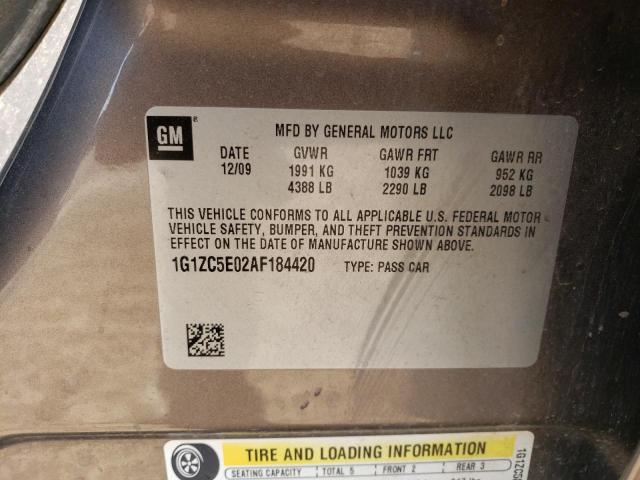 GM
MFD BY GENERAL MOTORS LLC
DATE GVWR GAWR FRT GAWR RR
12/09 1991 KG 1039 KG 952 KG
4388 LB 2290 LB 2098 LB
THIS VEHICLE CONFORMS TO ALL APPLICABLE U.S. FEDERAL MOTOR
VEHICLE SAFETY, BUMPER, AND THEFT PREVENTION STANDARDS IN
EFFECT ON THE DATE OF MANUFACTURE SHOWN ABOVE.
1G1ZC5E02AF184420 TYPE: PASS CAR
TIRE AND LOADING INFORMATION
SEATING CAPACITY TOTAL 5 FRONT 2 REAR 3